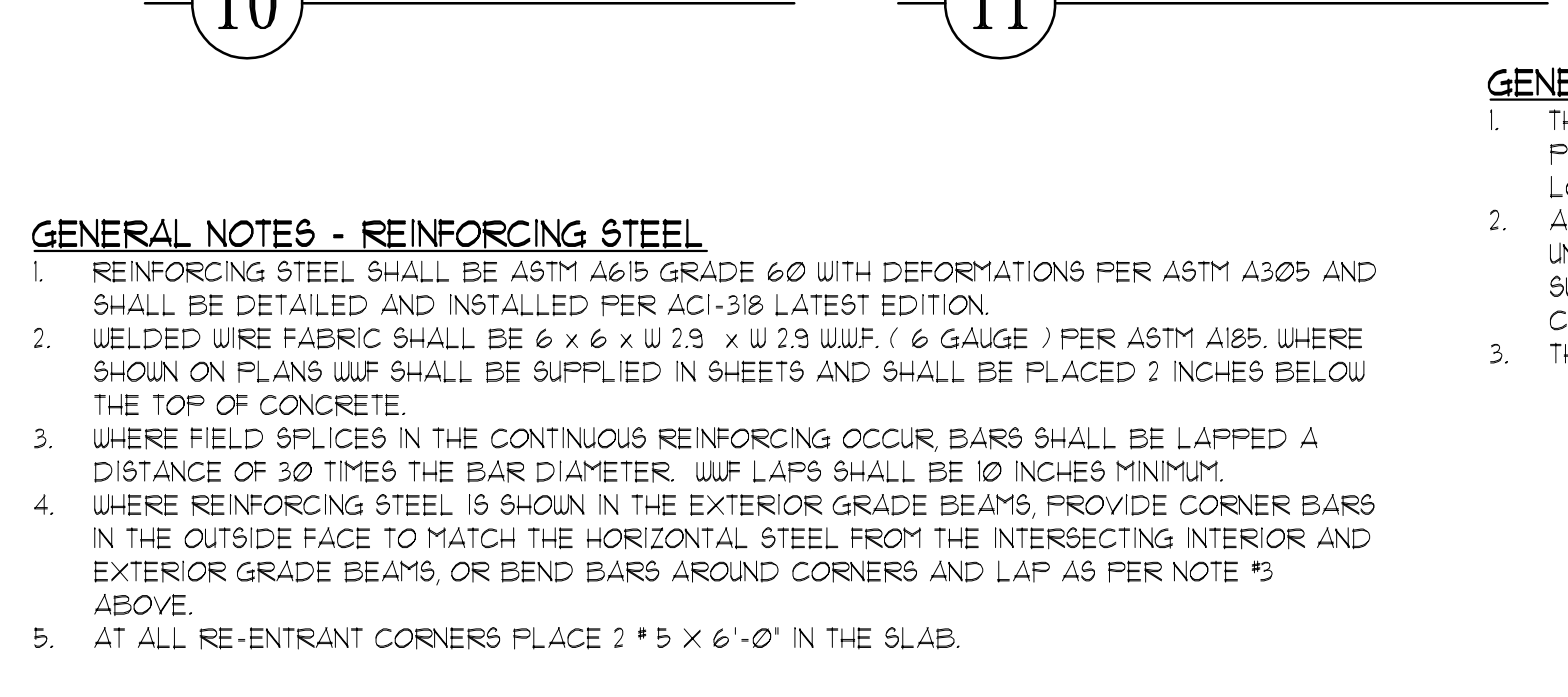 10
11
GENERAL NOTES - REINFORCING STEEL
1. REINFORCING STEEL SHALL BE ASTM A615 GRADE 60 WITH DEFORMATIONS PER ASTM A305 AND
SHALL BE DETAILED AND INSTALLED PER ACI-318 LATEST EDITION.
2. WELDED WIRE FABRIC SHALL BE 6 x 6 x W 2.9 x W 2.9 W.W.F. ( 6 GAUGE ) PER ASTM A185. WHERE
SHOWN ON PLANS WWF SHALL BE SUPPLIED IN SHEETS AND SHALL BE PLACED 2 INCHES BELOW
THE TOP OF CONCRETE.
3. WHERE FIELD SPLICES IN THE CONTINUOUS REINFORCING OCCUR, BARS SHALL BE LAPPED A
DISTANCE OF 30 TIMES THE BAR DIAMETER. WWF LAPS SHALL BE 10 INCHES MINIMUM.
4. WHERE REINFORCING STEEL IS SHOWN IN THE EXTERIOR GRADE BEAMS, PROVIDE CORNER BARS
IN THE OUTSIDE FACE TO MATCH THE HORIZONTAL STEEL FROM THE INTERSECTING INTERIOR AND
EXTERIOR GRADE BEAMS, OR BEND BARS AROUND CORNERS AND LAP AS PER NOTE #3
ABOVE.
5. AT ALL RE-ENTRANT CORNERS PLACE 2 # 5 X 6'-0" IN THE SLAB.
1.
2.
3.